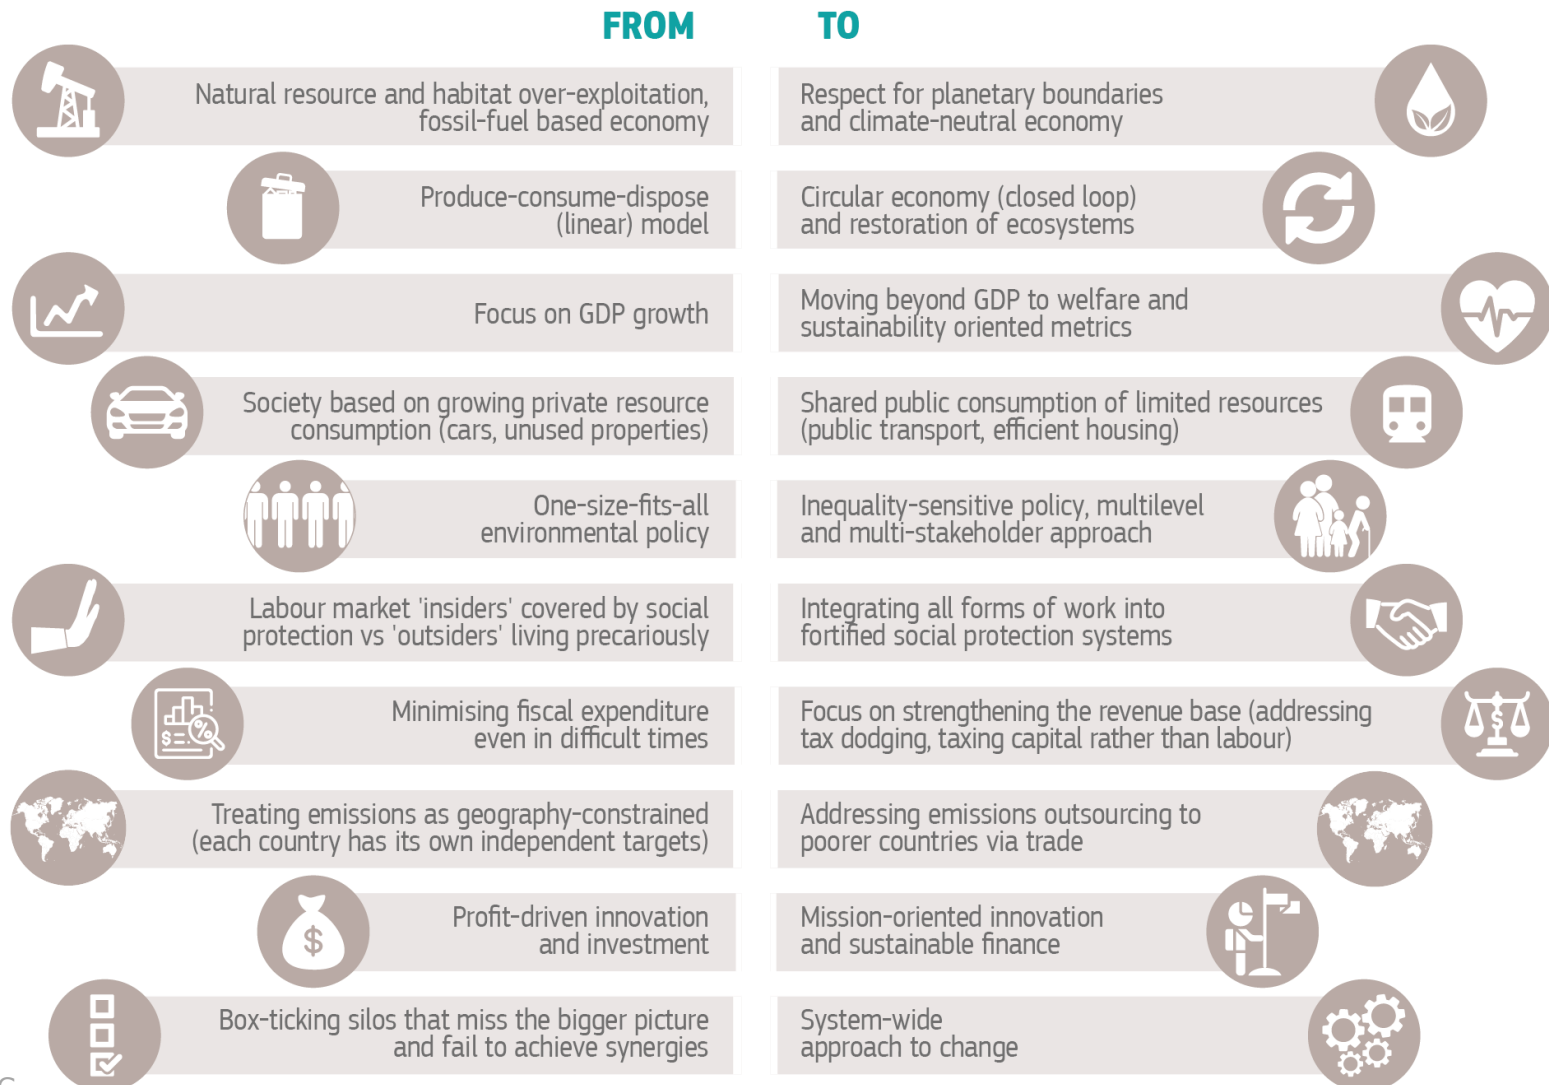 FROM TO
Natural resource and habitat over-exploitation,
fossil-fuel based economy
Respect for planetary boundaries
and climate-neutral economy
Produce-consume-dispose
(linear) model
Circular economy (closed loop)
and restoration of ecosystems
Focus on GDP growth
Moving beyond GDP to welfare and
sustainability oriented metrics
Society based on growing private resource
consumption (cars, unused properties)
Shared public consumption of limited resources
(public transport, efficient housing)
One-size-fits-all
environmental policy
Inequality-sensitive policy, multilevel
and multi-stakeholder approach
Labour market 'insiders' covered by social
protection vs 'outsiders' living precariously
Integrating all forms of work into
fortified social protection systems
$ %
Minimising fiscal expenditure
even in difficult times
Focus on strengthening the revenue base (addressing
tax dodging, taxing capital rather than labour)
$
Treating emissions as geography-constrained
(each country has its own independent targets)
Addressing emissions outsourcing to
poorer countries via trade
$
Profit-driven innovation
and investment
Mission-oriented innovation
and sustainable finance
Box-ticking silos that miss the bigger picture
and fail to achieve synergies
System-wide
approach to change